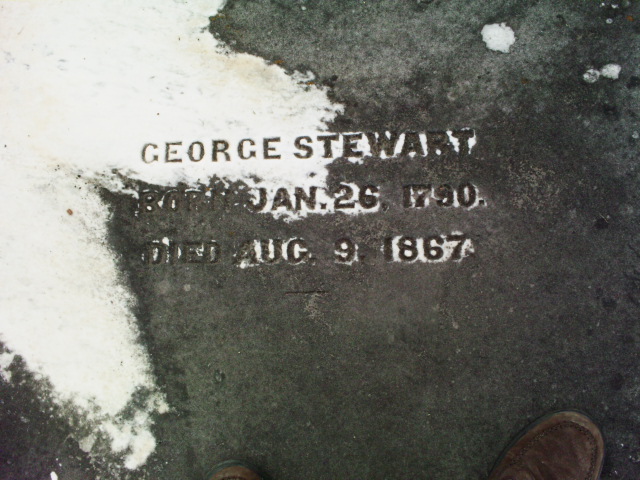 GEORGE STEWART
BORN JAN. 26, 1790.
DIED AUG. 9, 1867.